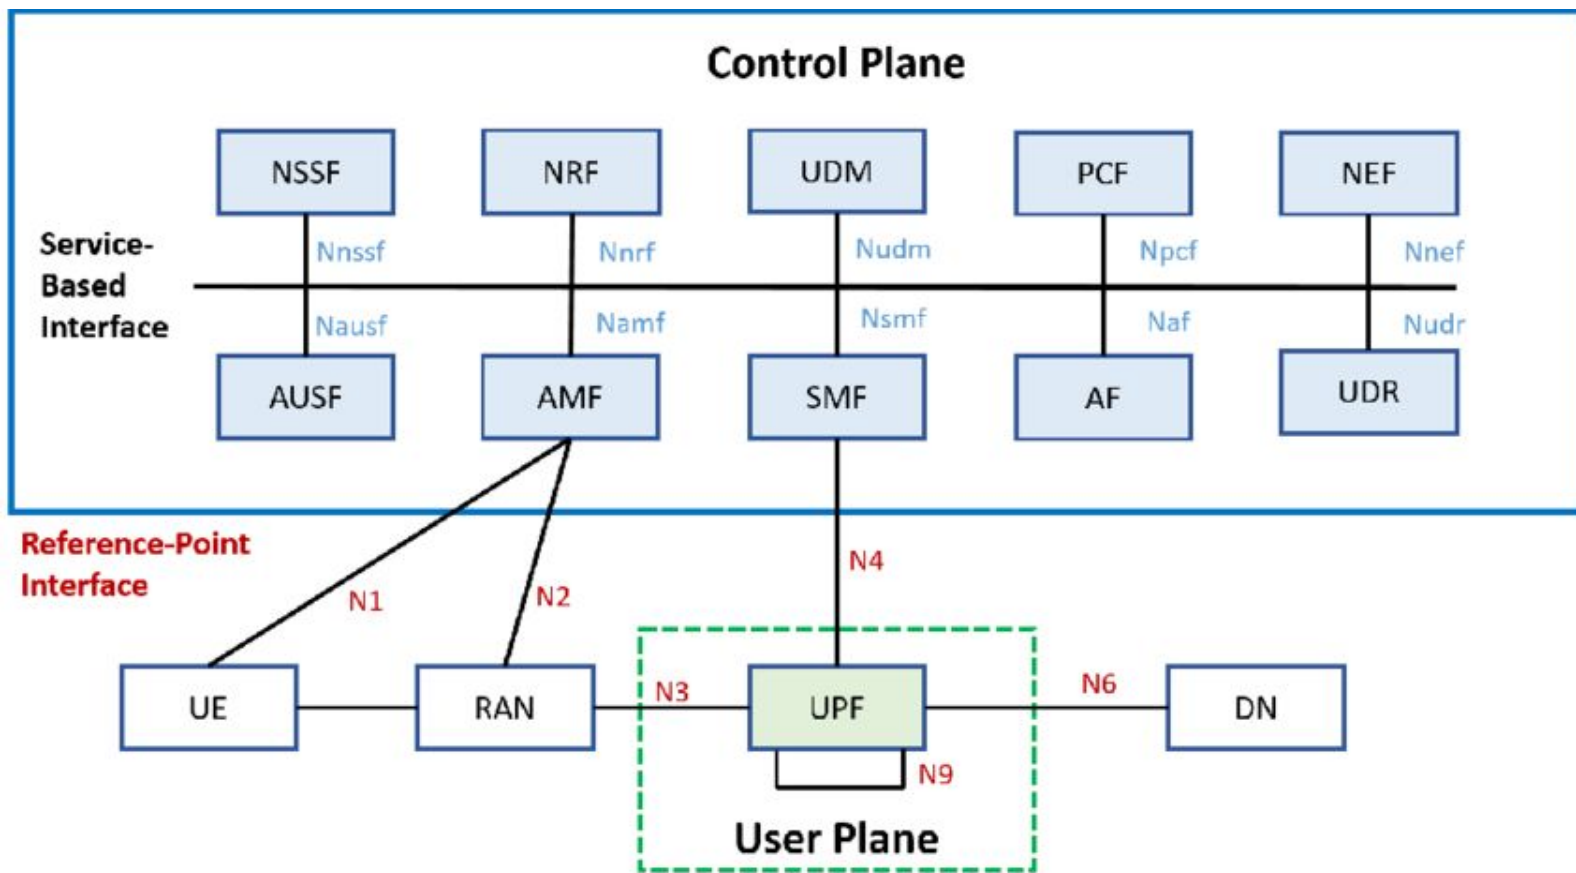 Control Plane
NSSF
NRF
UDM
PCF
NEF
Service-
Based
Interface
Nnssf
Nnrf
Nudm
Npcf
Nnef
Nausf
Namf
Nsmf
Naf
Nudr
AUSF
AMF
SMF
AF
UDR
Reference-Point
Interface
N1
N2
N4
UE
RAN
N3
UPF
N6
DN
N9
User Plane